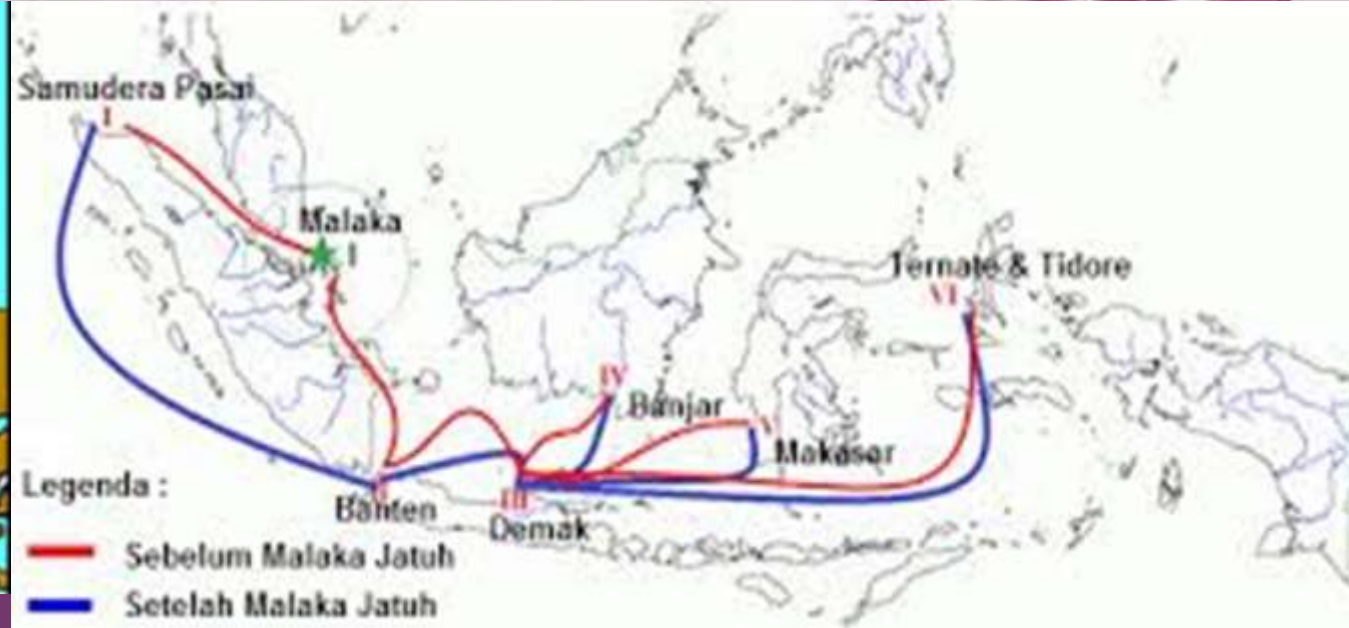 Samudera Pasai
I
Malaka
I
Ternate & Tidore
VI
IV
Banjar
Makasar
Banten
III
Demak
Legenda :
Sebelum Malaka Jatuh
Setelah Malaka Jatuh